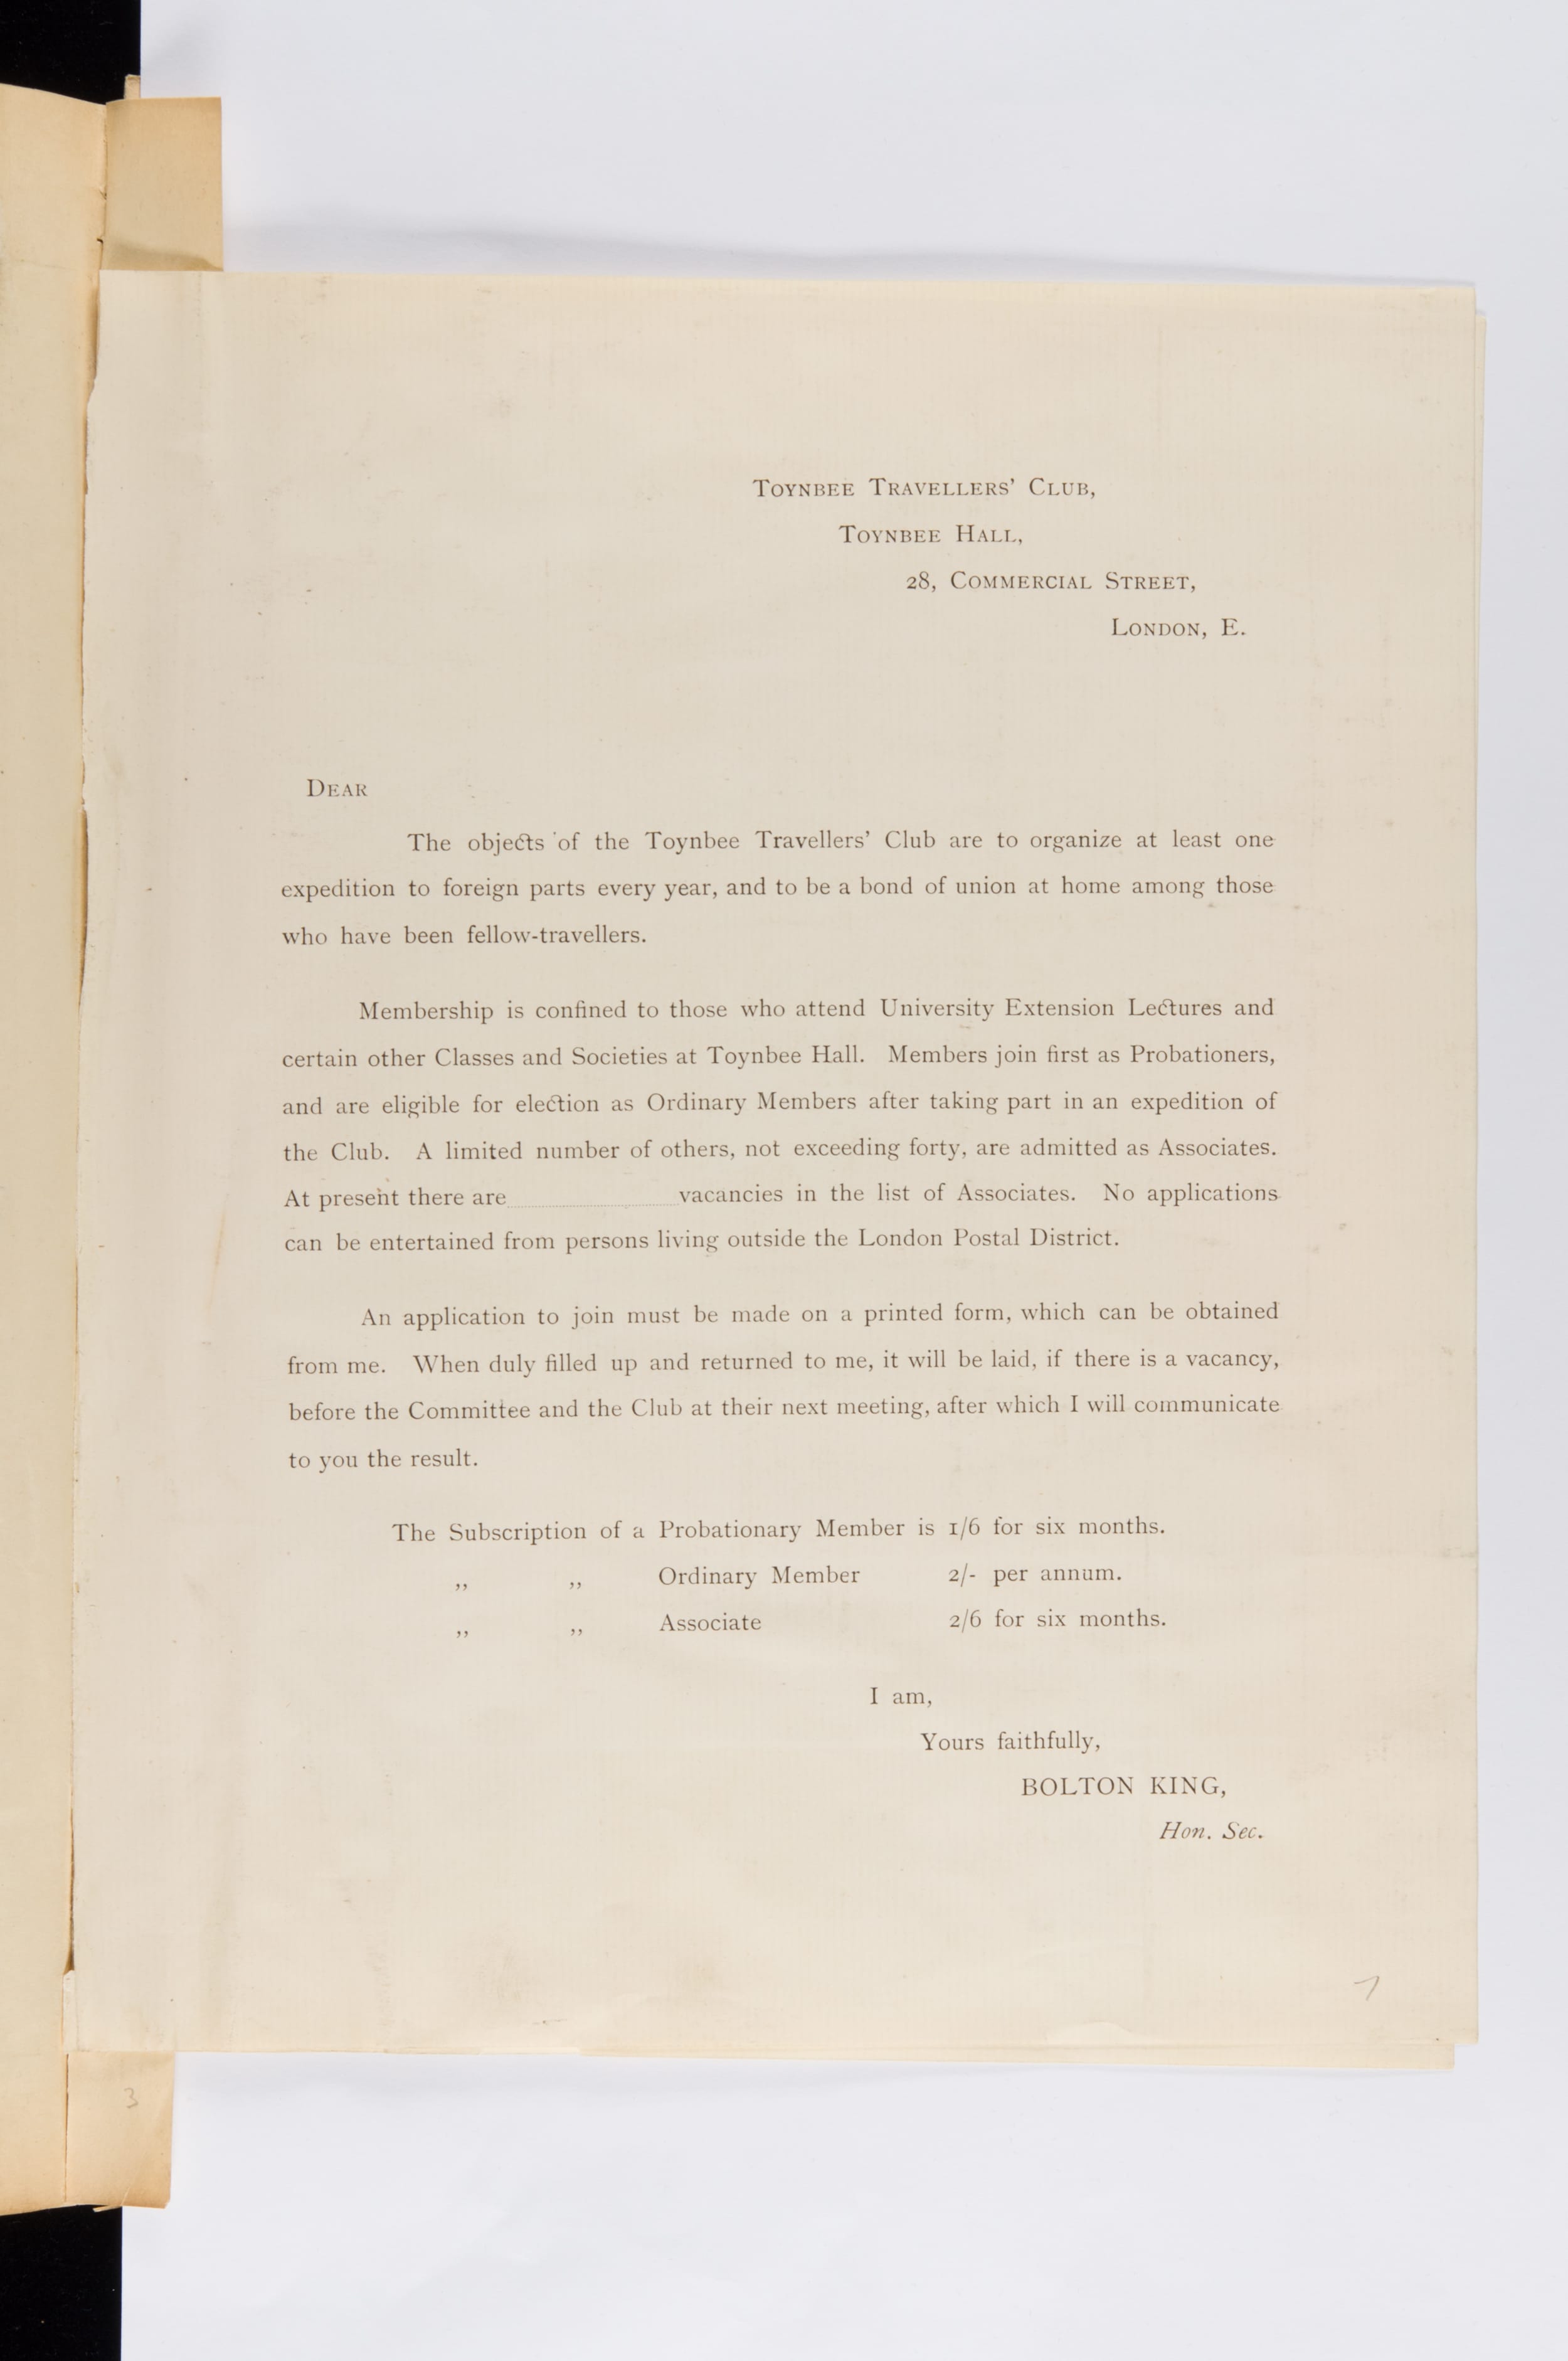 Toynbee Travellers' Club,
Toynbee Hall,
28, Commercial Street,
London, E.
Dear
The objects of the Toynbee Travellers' Club are to organize at least one
expedition to foreign parts every year, and to be a bond of union at home among those
who have been fellow-travellers.
Membership is confined to those who attend University Extension Lectures and
certain other Classes and Societies at Toynbee Hall. Members join first as Probationers,
and are eligible for election as Ordinary Members after taking part in an expedition of
the Club. A limited number of others, not exceeding forty, are admitted as Associates.
At present there are ............ vacancies in the list of Associates. No applications
can be entertained from persons living outside the London Postal District.
An application to join must be made on a printed form, which can be obtained
from me. When duly filled up and returned to me, it will be laid, if there is a vacancy,
before the Committee and the Club at their next meeting, after which I will communicate
to you the result.
The Subscription of a Probationary Member is 1/6 for six months.
,, ,, Ordinary Member 2/- per annum.
,, ,, Associate 2/6 for six months.
I am,
Yours faithfully,
BOLTON KING,
Hon. Sec.
7
3